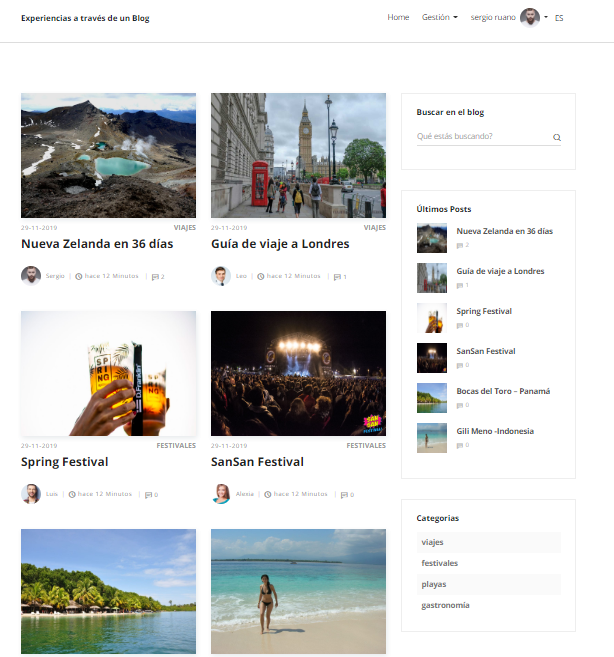 Experiencias a través de un Blog
Home Gestión sergio ruano ES
29-11-2019 VIAJES
Nueva Zelanda en 36 días
Sergio | hace 12 Minutos | 2
29-11-2019 VIAJES
Guía de viaje a Londres
Leo | hace 12 Minutos | 1
SPRING
D.Franklin
29-11-2019 FESTIVALES
Spring Festival
Luis | hace 12 Minutos | 0
SAN
SAN
29-11-2019 FESTIVALES
SanSan Festival
Alexia | hace 12 Minutos | 0
Buscar en el blog
Qué estás buscando?
Últimos Posts
Nueva Zelanda en 36 días
2
Guía de viaje a Londres
1
Spring Festival
0
SanSan Festival
0
Bocas del Toro – Panamá
0
Gili Meno -Indonesia
0
Categorias
viajes
festivales
playas
gastronomía